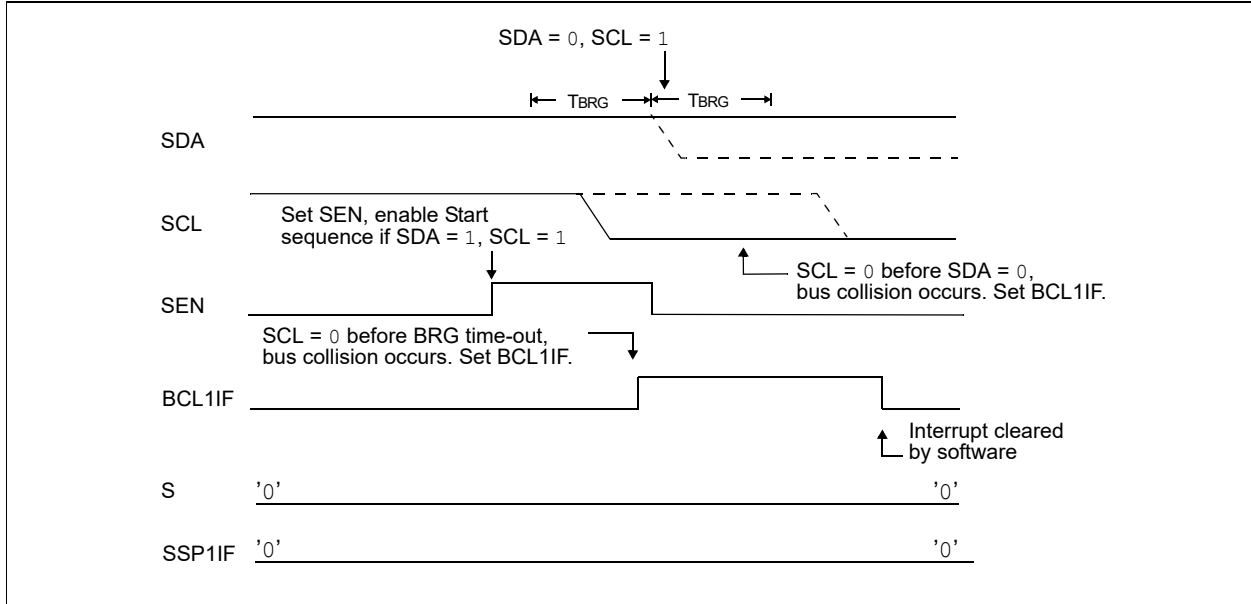 SDA = 0, SCL = 1
TBRG TBRG
SDA
SCL
Set SEN, enable Start
sequence if SDA = 1, SCL = 1
SCL = 0 before SDA = 0,
bus collision occurs. Set BCL1IF.
SEN
SCL = 0 before BRG time-out,
bus collision occurs. Set BCL1IF.
BCL1IF
Interrupt cleared
by software
S '0' '0'
SSP1IF '0' '0'